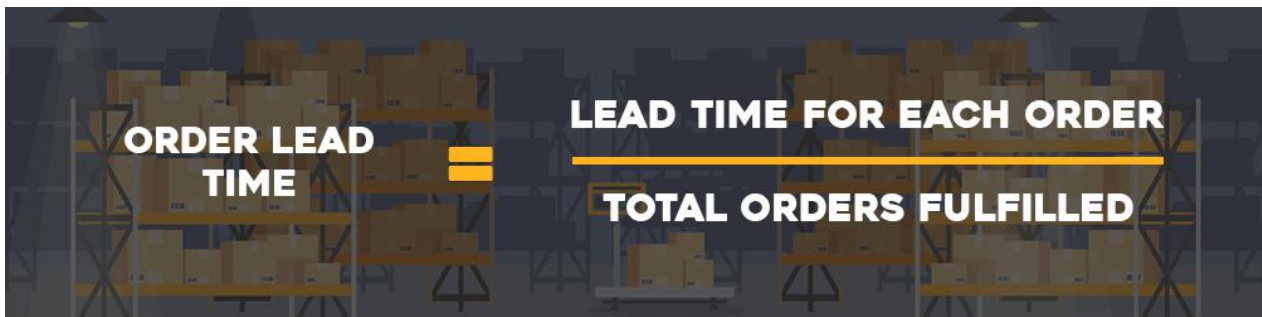 ORDER LEAD
TIME
=
LEAD TIME FOR EACH ORDER
TOTAL ORDERS FULFILLED